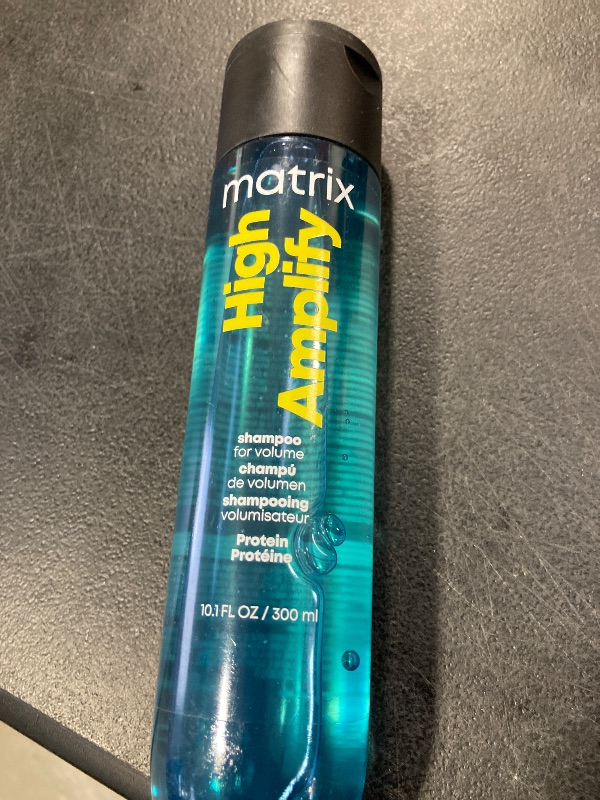 matrix
High
Amplify
shampoo
for volume
champú
de volumen
shampooing
volumisateur
Protein
Protéine
10.1 FL OZ / 300 ml